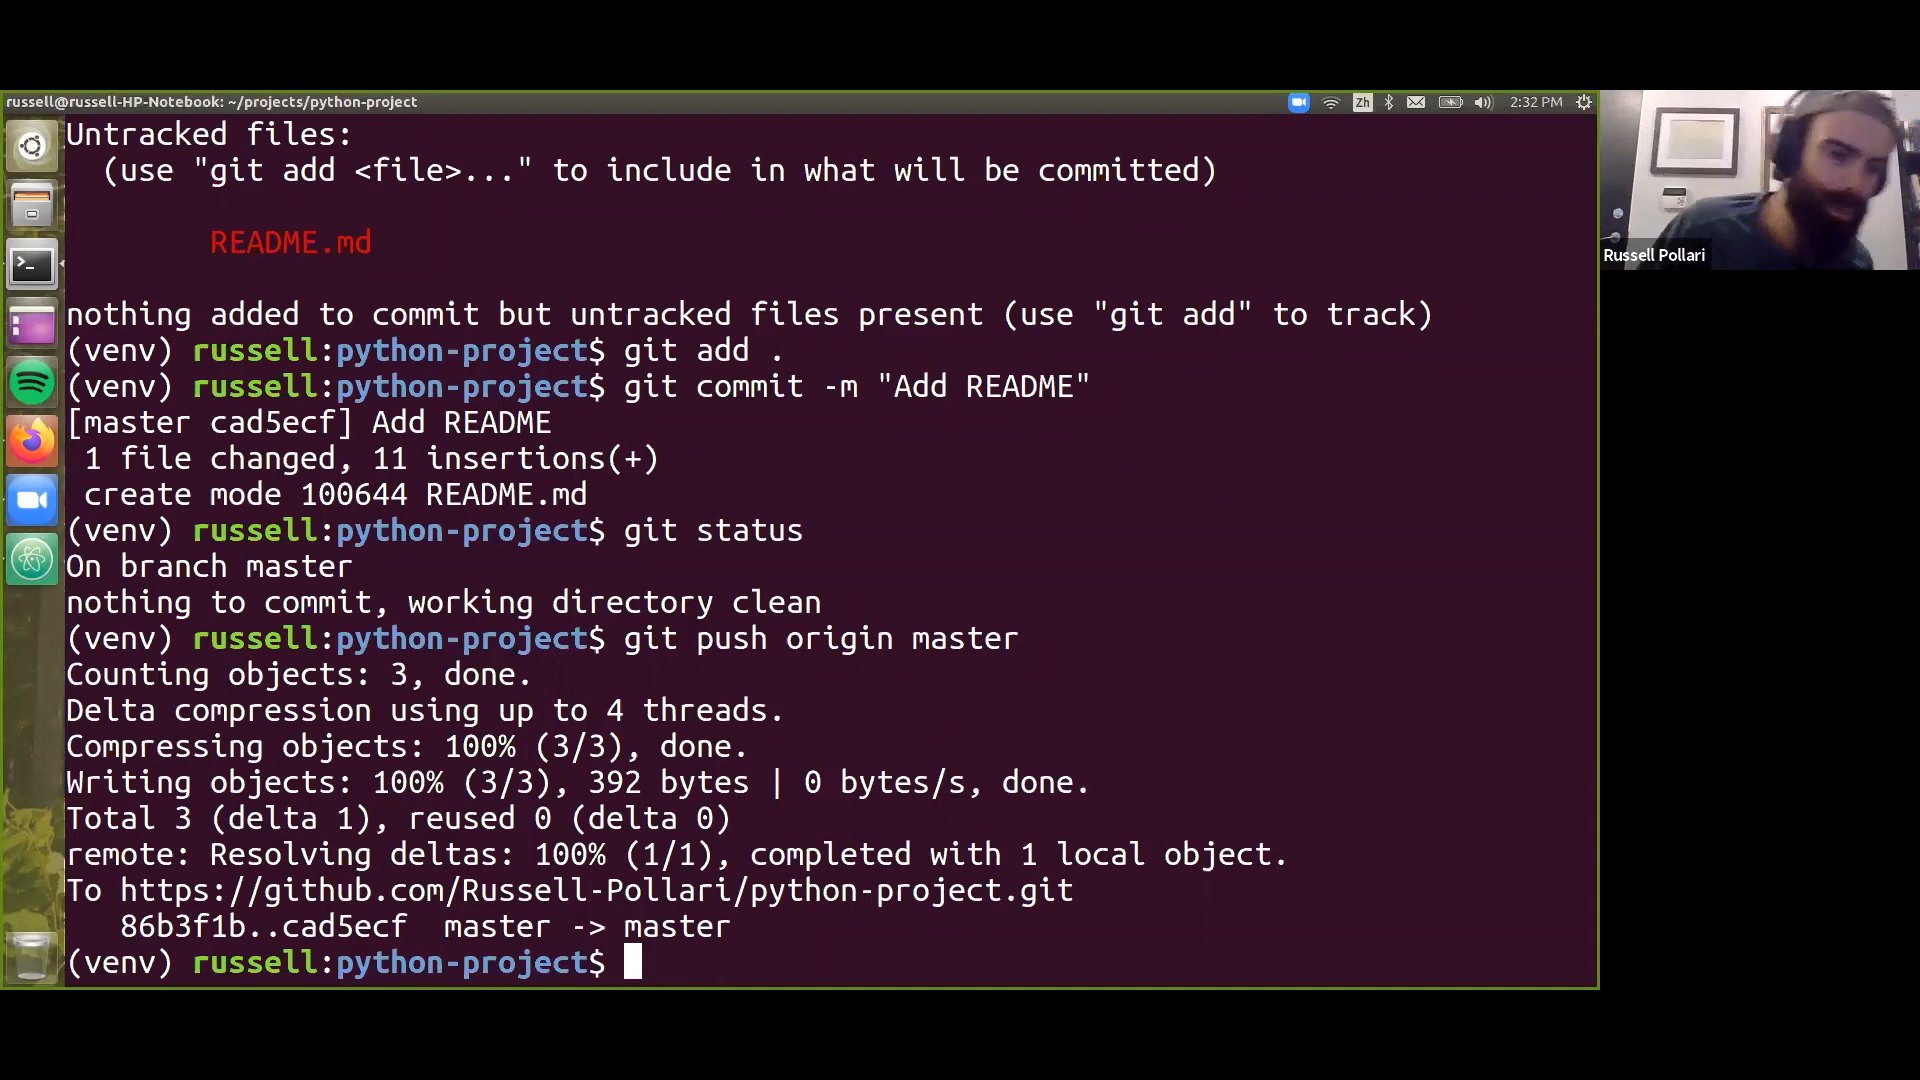 russell@russell-HP-Notebook: ~/projects/python-project
Zh
2:32 PM
Untracked files:
(use "git add <file>..." to include in what will be committed)
README.md
nothing added to commit but untracked files present (use "git add" to track)
(venv) russell:python-project$ git add .
(venv) russell:python-project$ git commit -m "Add README"
[master cad5ecf] Add README
1 file changed, 11 insertions(+)
create mode 100644 README.md
(venv) russell:python-project$ git status
On branch master
nothing to commit, working directory clean
(venv) russell:python-project$ git push origin master
Counting objects: 3, done.
Delta compression using up to 4 threads.
Compressing objects: 100% (3/3), done.
Writing objects: 100% (3/3), 392 bytes | 0 bytes/s, done.
Total 3 (delta 1), reused 0 (delta 0)
remote: Resolving deltas: 100% (1/1), completed with 1 local object.
To https://github.com/Russell-Pollari/python-project.git
86b3f1b..cad5ecf  master -> master
(venv) russell:python-project$
Russell Pollari